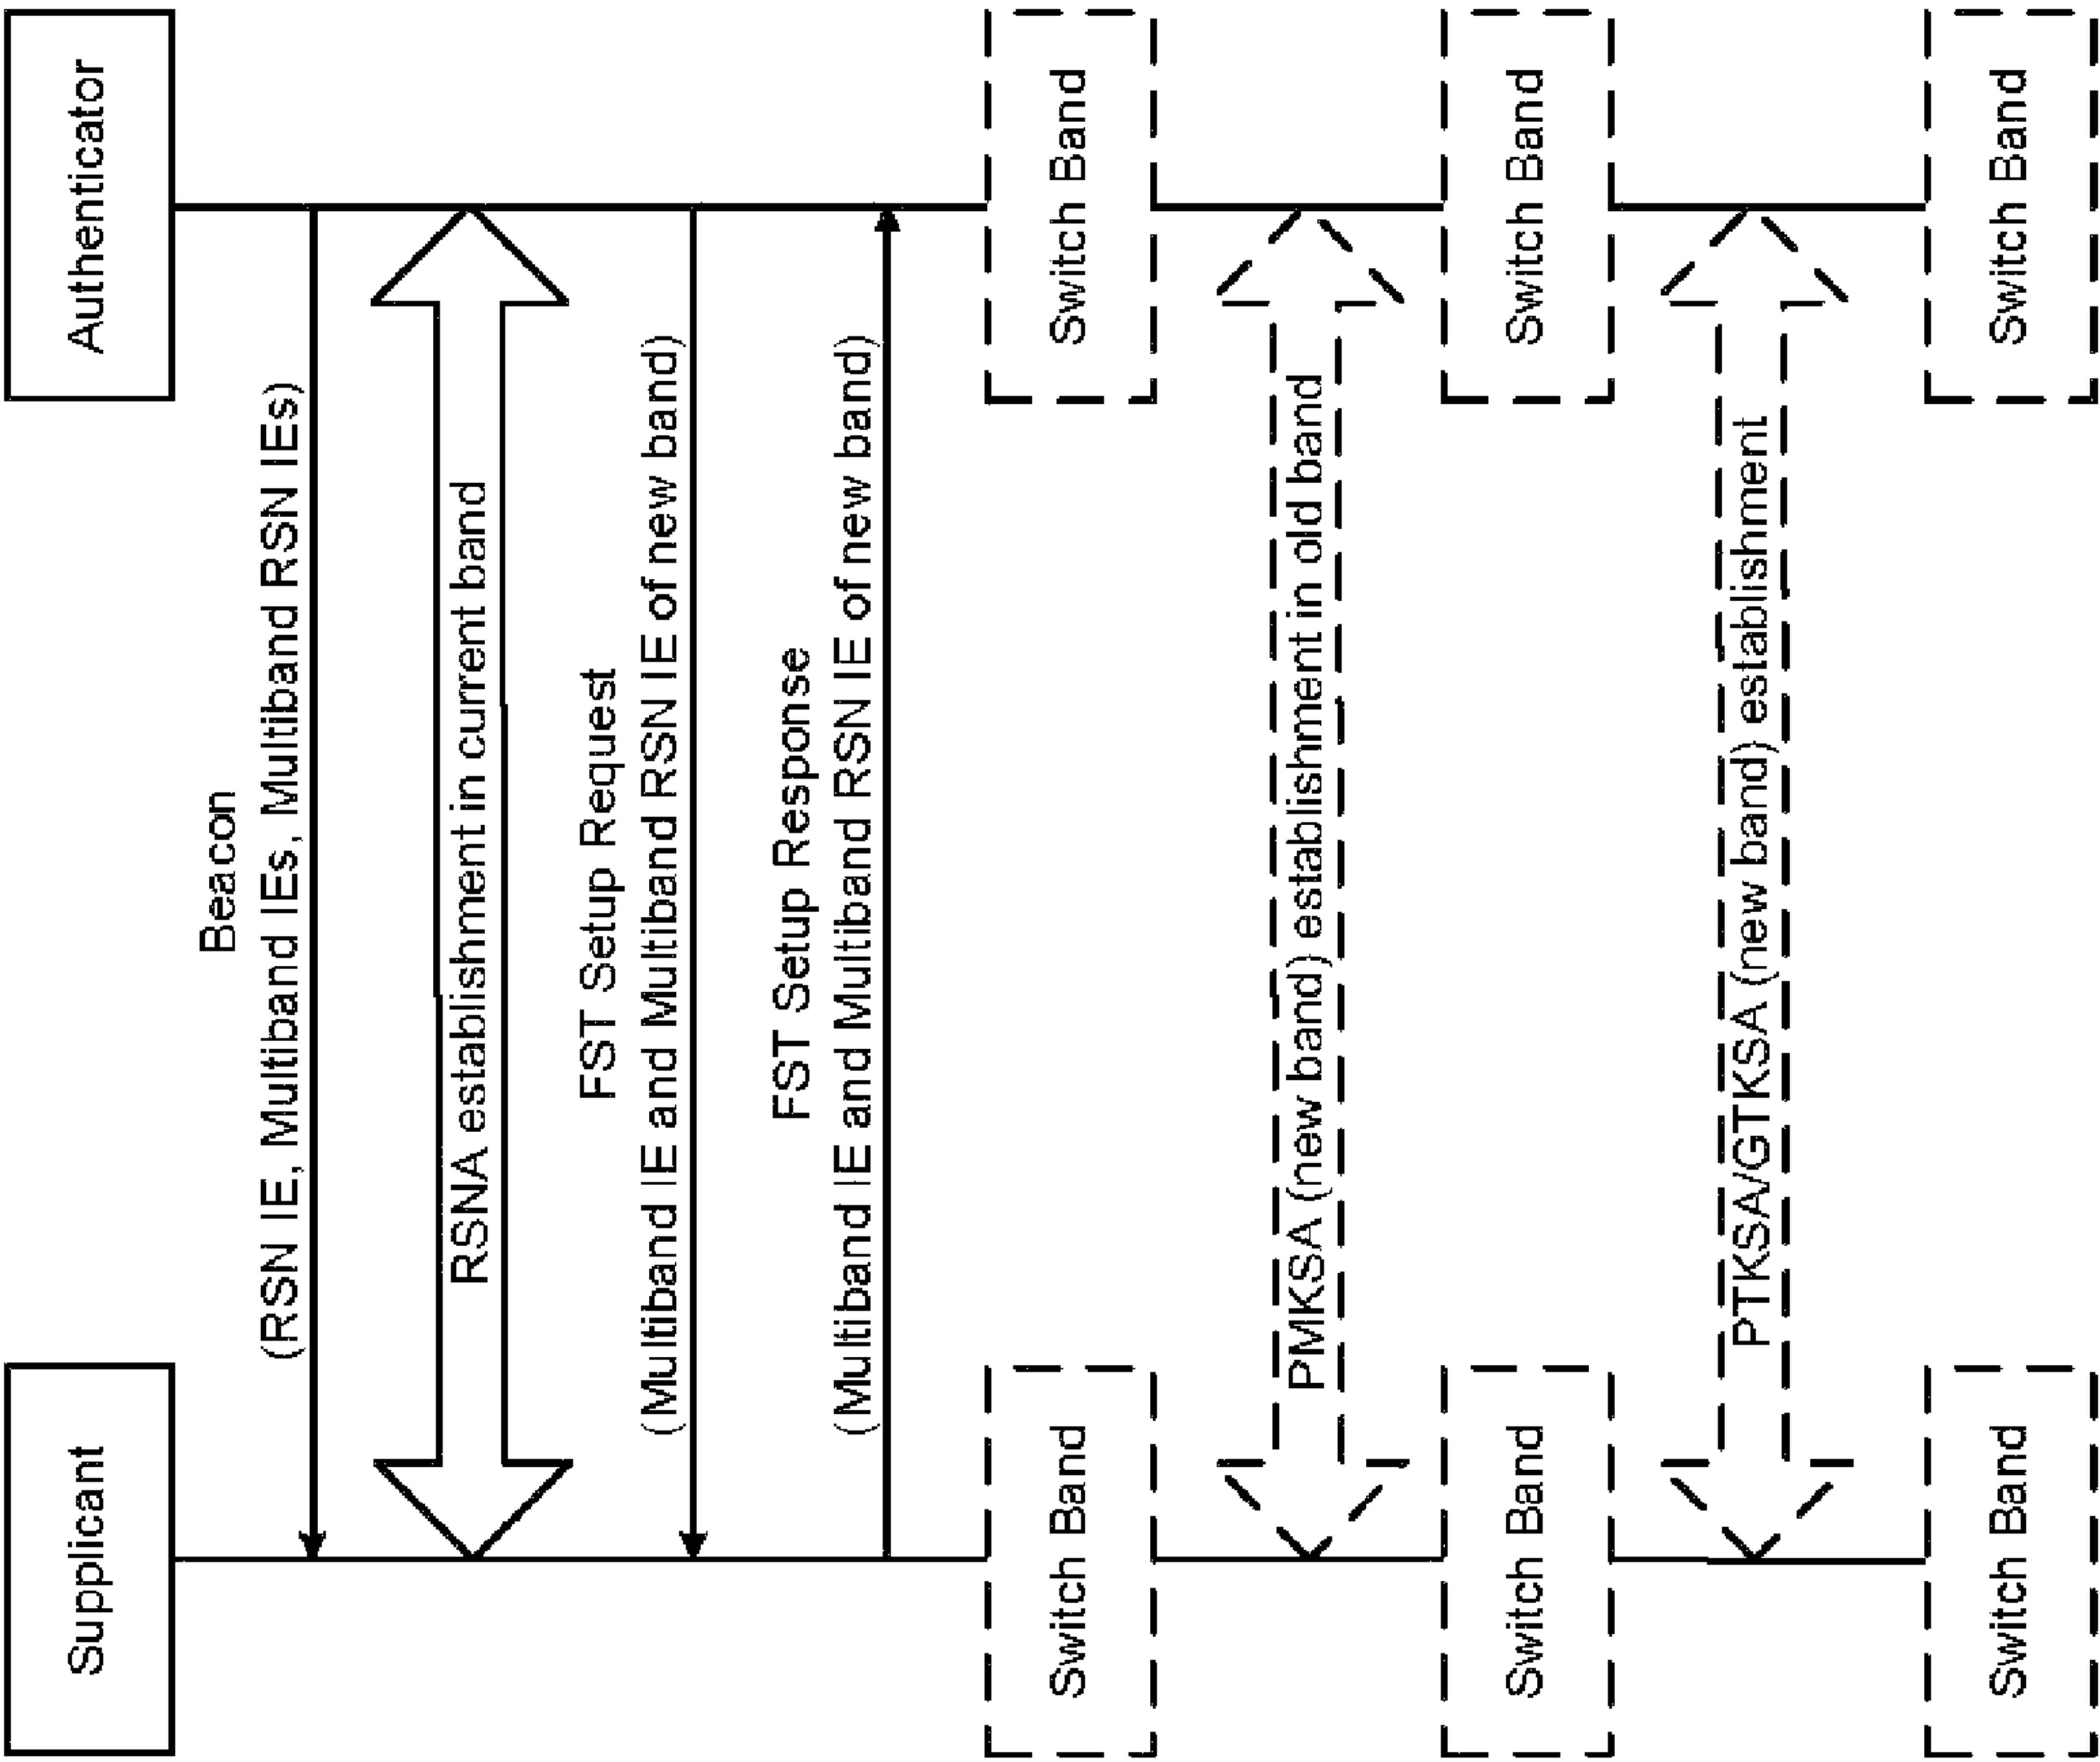 Supplicant
Authenticator
Beacon
(RSN IE, Multiband IEs, Multiband RSN IEs)
RSNA establishment in current band
FST Setup Request
(Multiband IE and Multiband RSN IE of new band)
FST Setup Response
(Multiband IE and Multiband RSN IE of new band)
Switch Band
Switch Band
PMKSA (new band) establishment in old band
Switch Band
Switch Band
PTKSA/GTKSA (new band) establishment
Switch Band
Switch Band